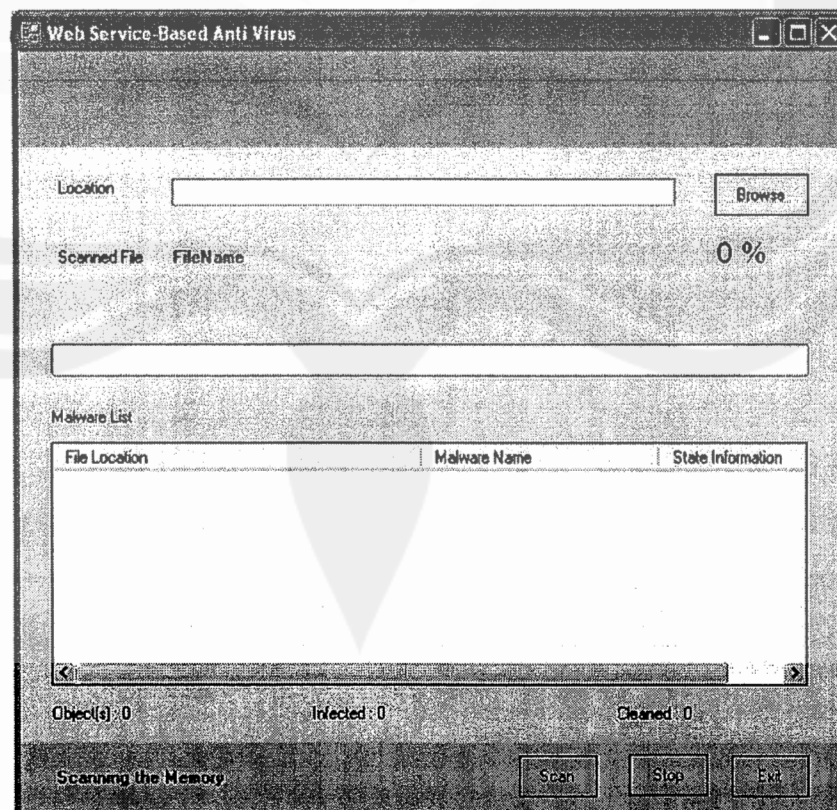 Web Service-Based Anti Virus
Location
Browse
Scanned File FileName 0 %
Malware List
File Location Malware Name State Information
Object(s) : 0 Infected : 0 Cleaned : 0
Scanning the Memory Scan Stop Exit